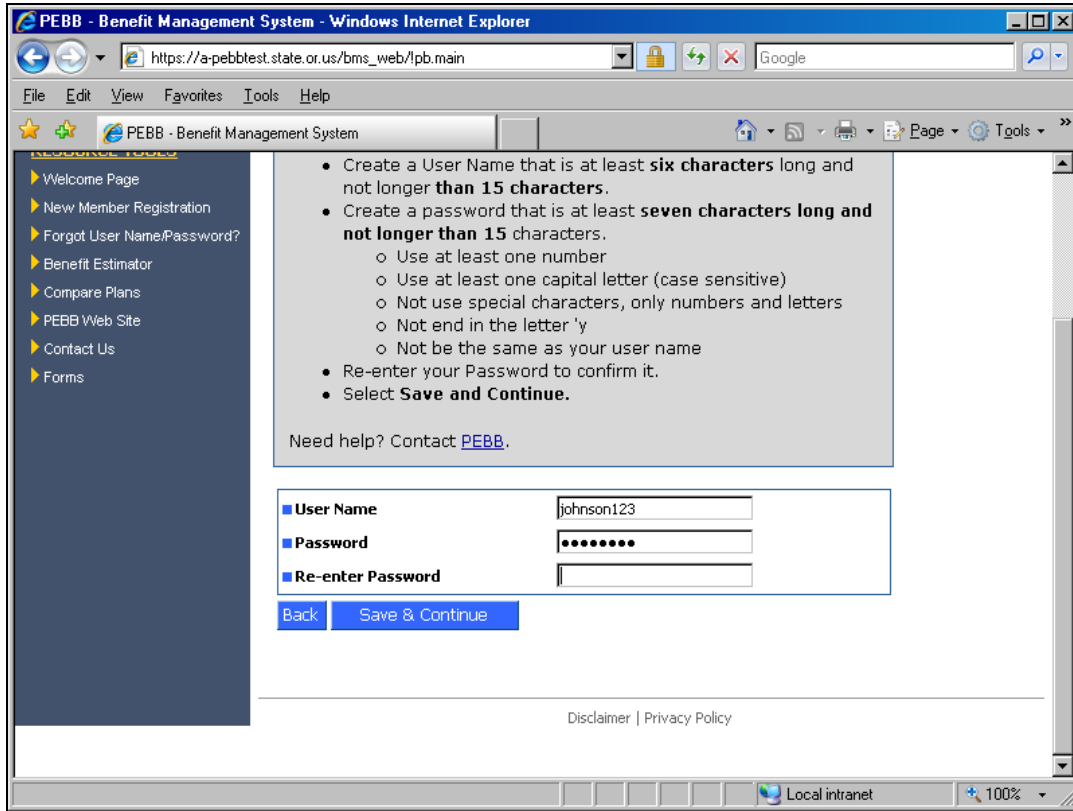 PEBB - Benefit Management System - Windows Internet Explorer
https://a-pebbtest.state.or.us/bms_web/!pb.main
Google
File Edit View Favorites Tools Help
PEBB - Benefit Management System
Page Tools »
RESOURCE TOOLS
Welcome Page
New Member Registration
Forgot User Name/Password?
Benefit Estimator
Compare Plans
PEBB Web Site
Contact Us
Forms
• Create a User Name that is at least six characters long and
not longer than 15 characters.
• Create a password that is at least seven characters long and
not longer than 15 characters.
o Use at least one number
o Use at least one capital letter (case sensitive)
o Not use special characters, only numbers and letters
o Not end in the letter 'y
o Not be the same as your user name
• Re-enter your Password to confirm it.
• Select Save and Continue.
Need help? Contact PEBB.
User Name johnson123
Password ••••••••
Re-enter Password
Back Save & Continue
Disclaimer | Privacy Policy
Local intranet 100%